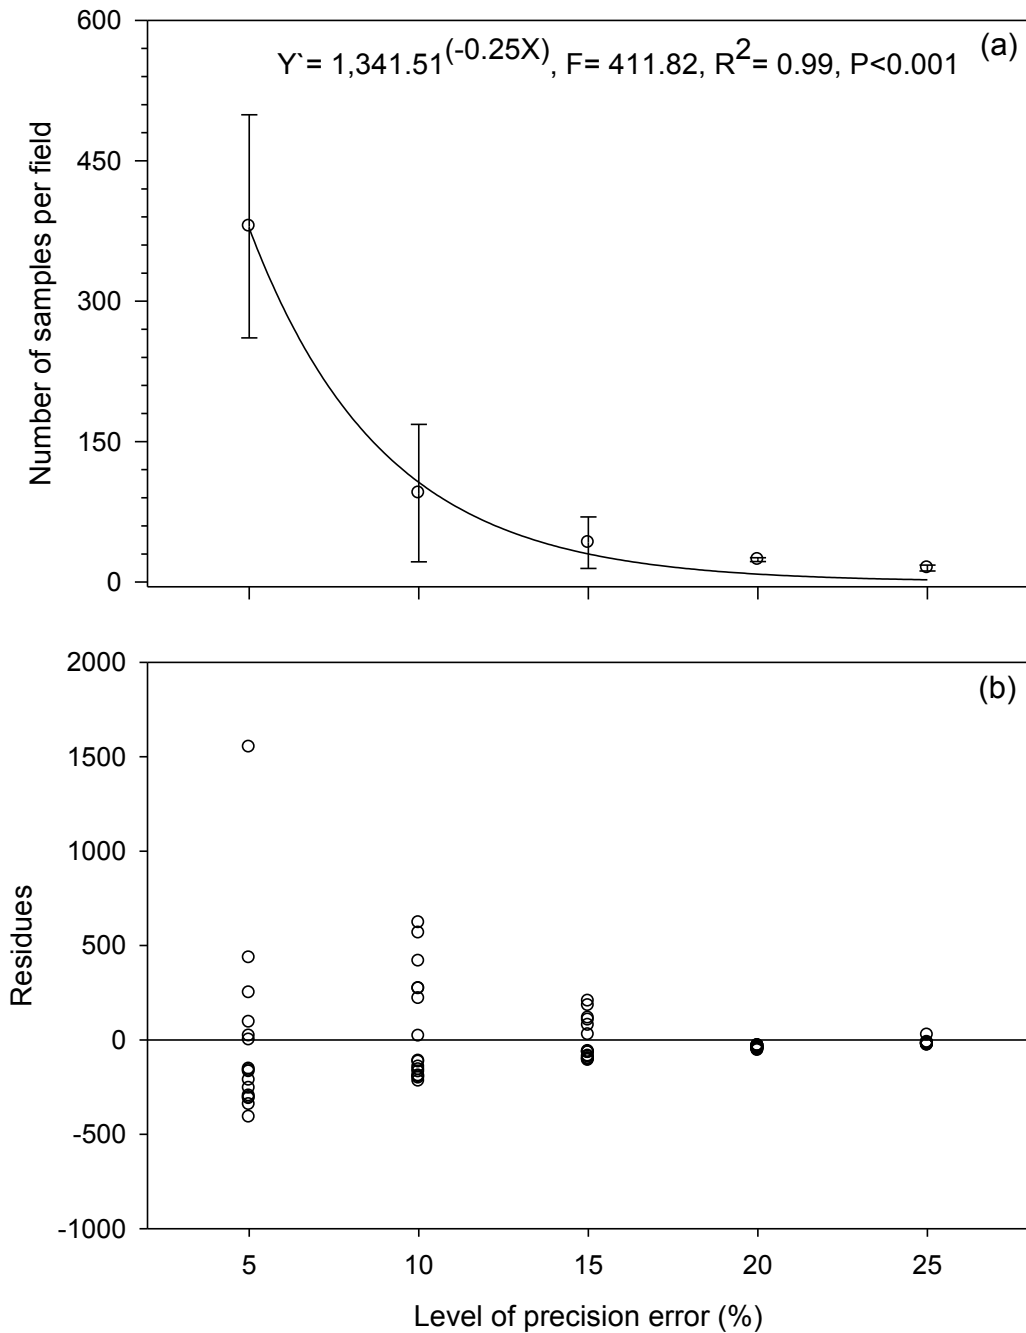 600
(a)
Y`= 1,341.51(-0.25X), F= 411.82, R2= 0.99, P<0.001
450
300
150
0
Number of samples per field
2000
(b)
1500
1000
500
0
-500
-1000
Residues
5 10 15 20 25
Level of precision error (%)